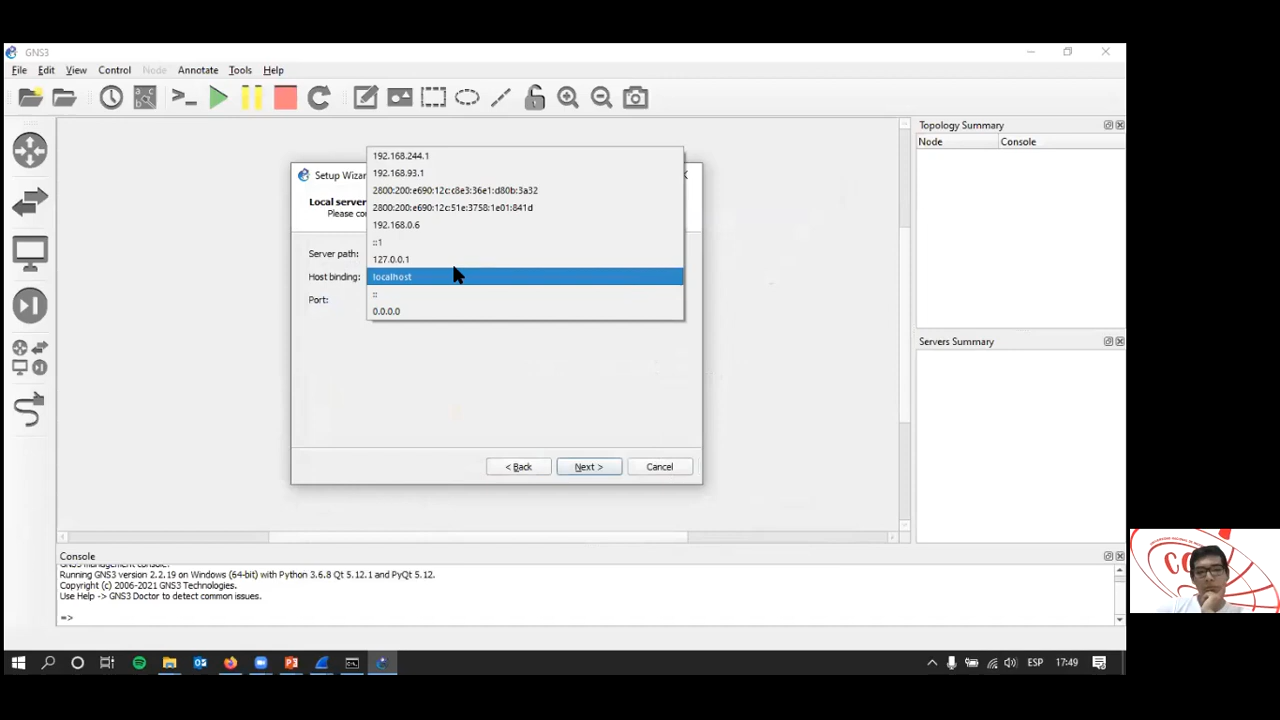 GNS3
File Edit View Control Node Annotate Tools Help
Topology Summary
Node Console
192.168.244.1
Setup Wizar
192.168.93.1
2800:200:e690:12c:c8e3:36e1:d80b:3a32
Local server
2800:200:e690:12c:51e:3758:1e01:841d
Please co
192.168.0.6
::1
Server path:
127.0.0.1
Host binding:
localhost
Port:
::
0.0.0.0
Servers Summary
< Back Next > Cancel
Console
GNS3 management console.
Running GNS3 version 2.2.19 on Windows (64-bit) with Python 3.6.8 Qt 5.12.1 and PyQt 5.12.
Copyright (c) 2006-2021 GNS3 Technologies.
Use Help -> GNS3 Doctor to detect common issues.
=>
ESP 17:49